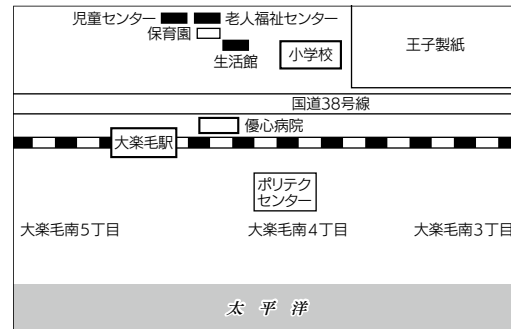 児童センター
老人福祉センター
保育園
生活館
小学校
王子製紙
国道38号線
優心病院
大楽毛駅
ポリテク
センター
大楽毛南5丁目
大楽毛南4丁目
大楽毛南3丁目
太平洋